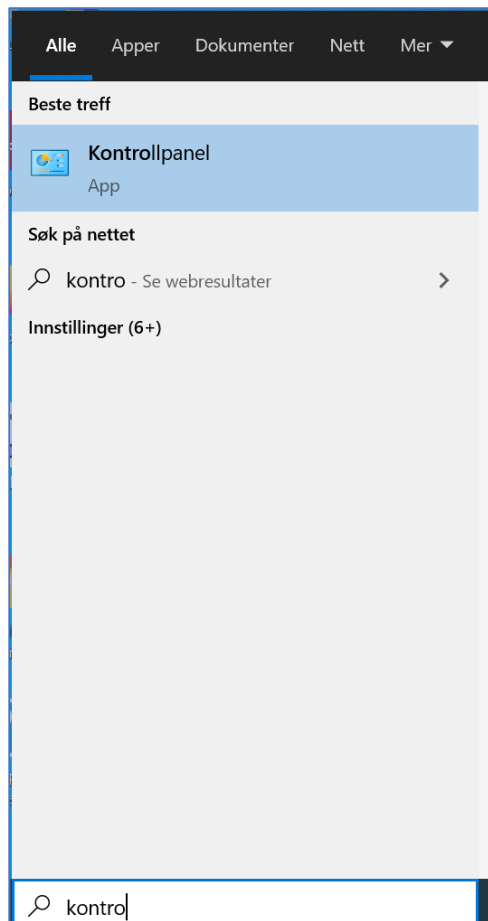 Alle Apper Dokumenter Nett Mer
Beste treff
Kontrollpanel
App
Søk på nettet
kontro - Se webresultater
Innstillinger (6+)
kontro